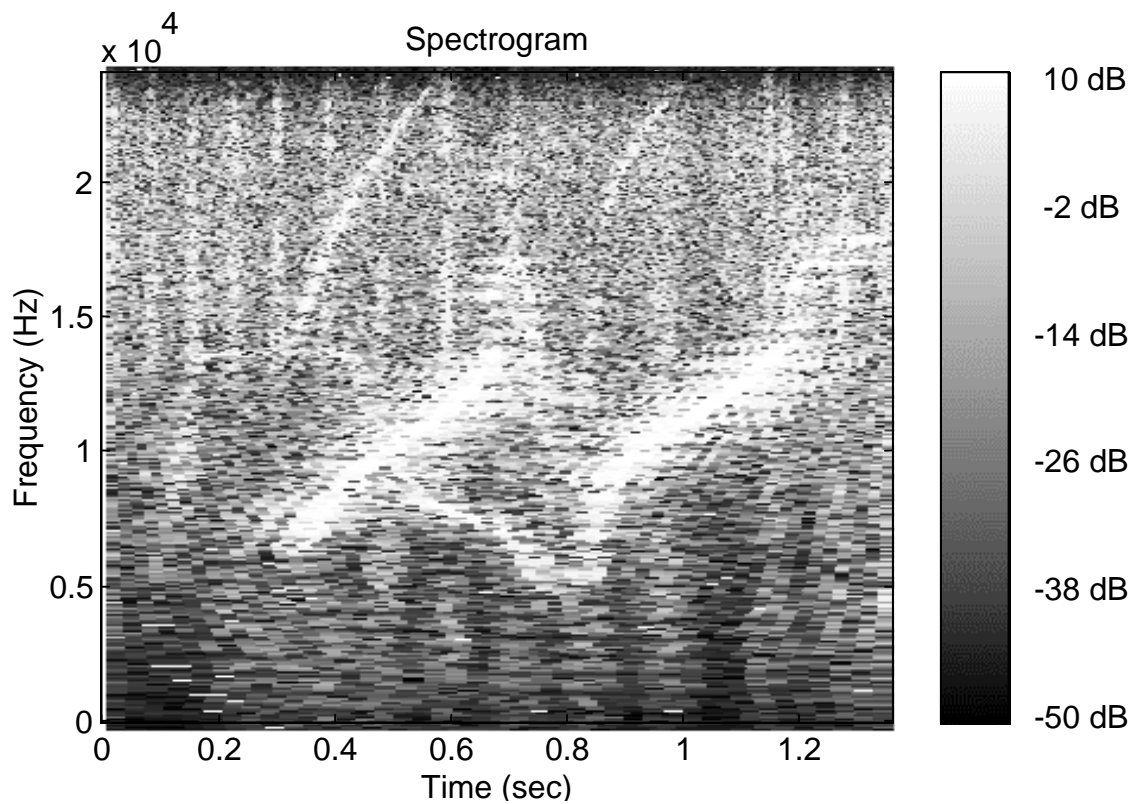 Spectrogram
x 10 4
2
1.5
1
0.5
0
0 0.2 0.4 0.6 0.8 1 1.2
Frequency (Hz)
Time (sec)
10 dB
-2 dB
-14 dB
-26 dB
-38 dB
-50 dB